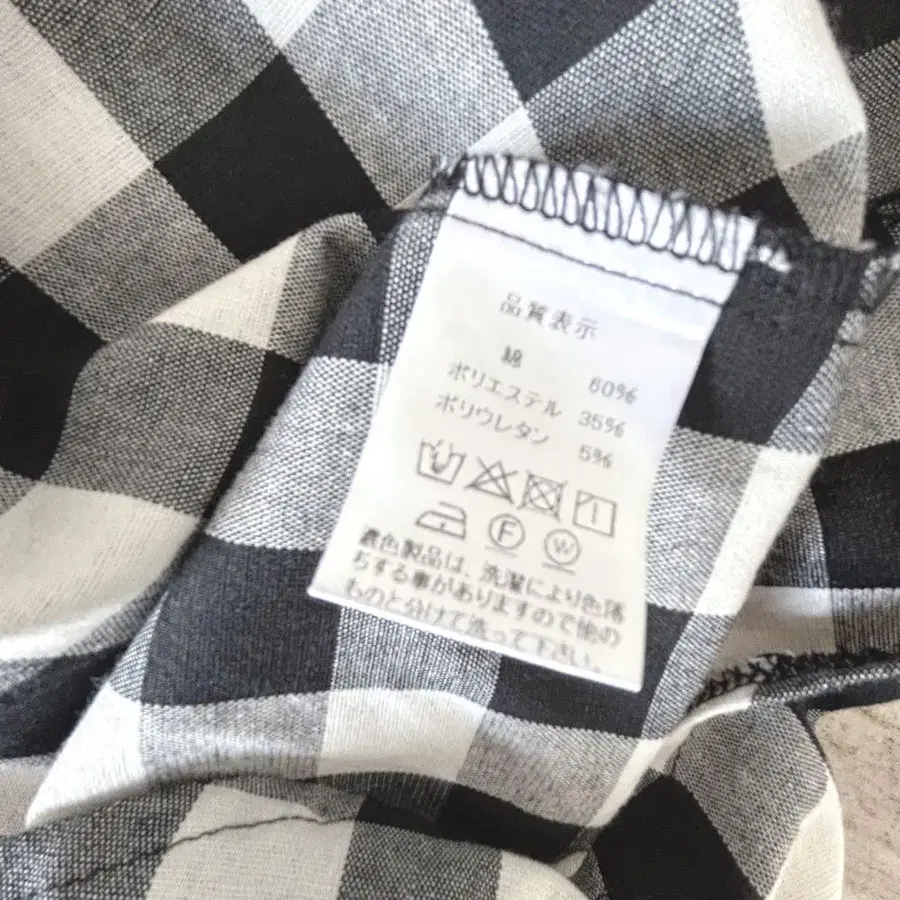 品質表示
綿 60%
ポリエステル 35%
ポリウレタン 5%
F W
濃色製品は、洗濯により色落
ちする事がありますので他の
ものと分けて洗って下さい。